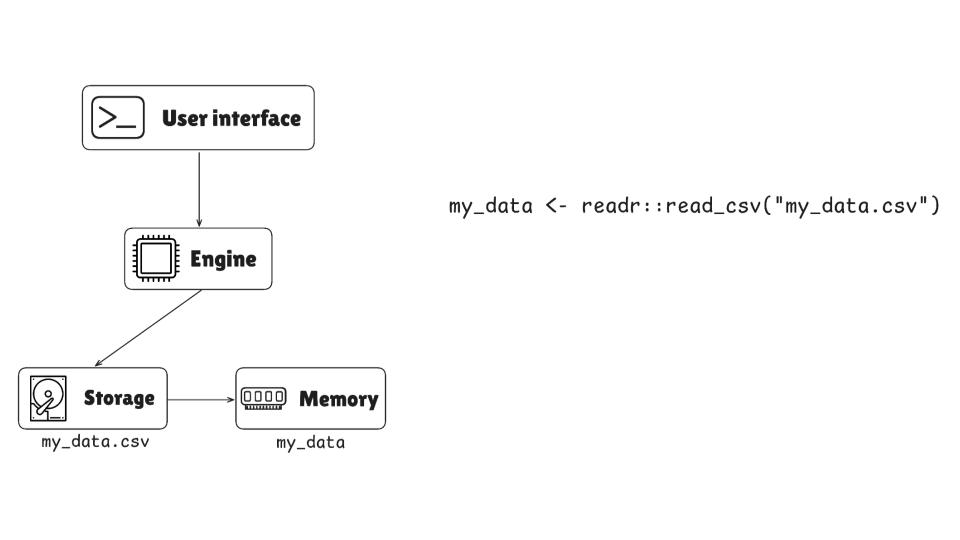 User interface
my_data <- readr::read_csv("my_data.csv")
Engine
Storage
Memory
my_data.csv
my_data